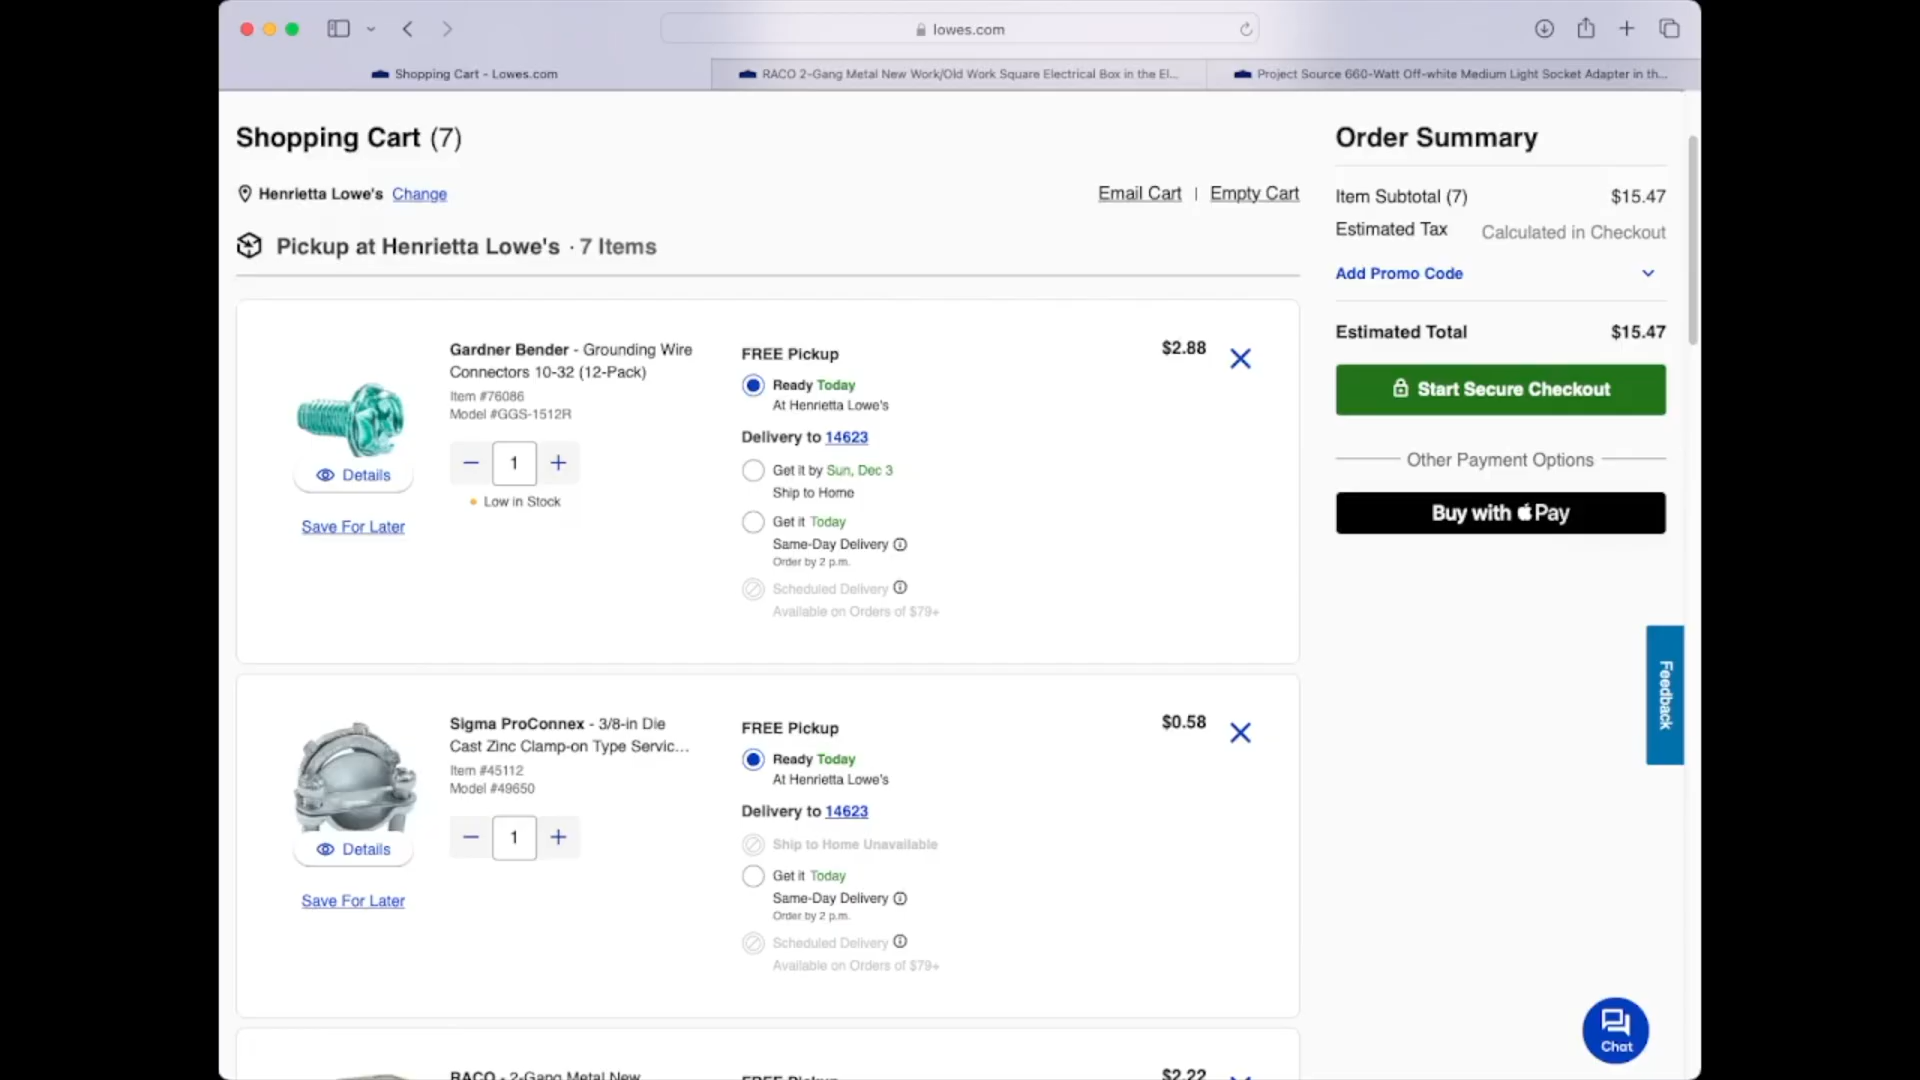 lowes.com
Shopping Cart - Lowes.com
RACO 2-Gang Metal New Work/Old Work Square Electrical Box in the El...
Project Source 660-Watt Off-white Medium Light Socket Adapter in th...
Shopping Cart (7)
Henrietta Lowe's Change
Email Cart | Empty Cart
Pickup at Henrietta Lowe's · 7 Items
Gardner Bender - Grounding Wire
Connectors 10-32 (12-Pack)
Item #76086
Model #GGS-1512R
− 1 +
Low in Stock
Details
Save For Later
FREE Pickup
Ready Today
At Henrietta Lowe's
Delivery to 14623
Get it by Sun, Dec 3
Ship to Home
Get it Today
Same-Day Delivery
Order by 2 p.m.
Scheduled Delivery
Available on Orders of $79+
$2.88
Sigma ProConnex - 3/8-in Die
Cast Zinc Clamp-on Type Servic...
Item #45112
Model #49650
− 1 +
Details
Save For Later
FREE Pickup
Ready Today
At Henrietta Lowe's
Delivery to 14623
Ship to Home Unavailable
Get it Today
Same-Day Delivery
Order by 2 p.m.
Scheduled Delivery
Available on Orders of $79+
$0.58
RACO - 2-Gang Metal New
FREE Pickup
$2.22
Order Summary
Item Subtotal (7) $15.47
Estimated Tax Calculated in Checkout
Add Promo Code
Estimated Total $15.47
Start Secure Checkout
Other Payment Options
Buy with Pay
Feedback
Chat